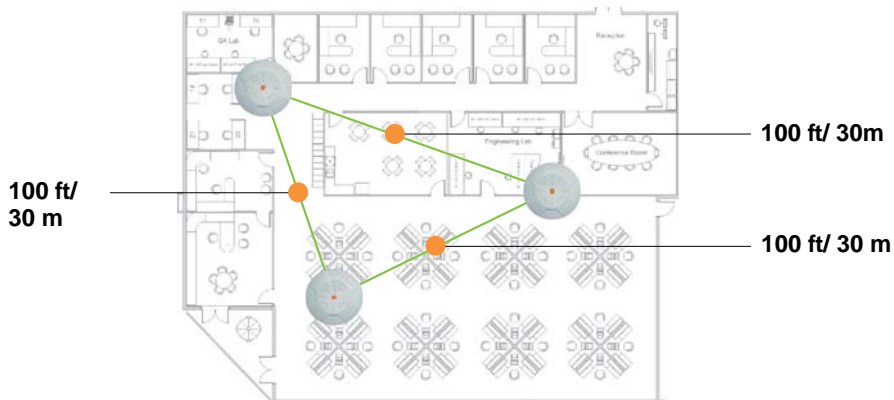 QA Lab
Reception
100 ft/ 30m
Engineering Lab
Conference Room
100 ft/
30 m
100 ft/ 30 m